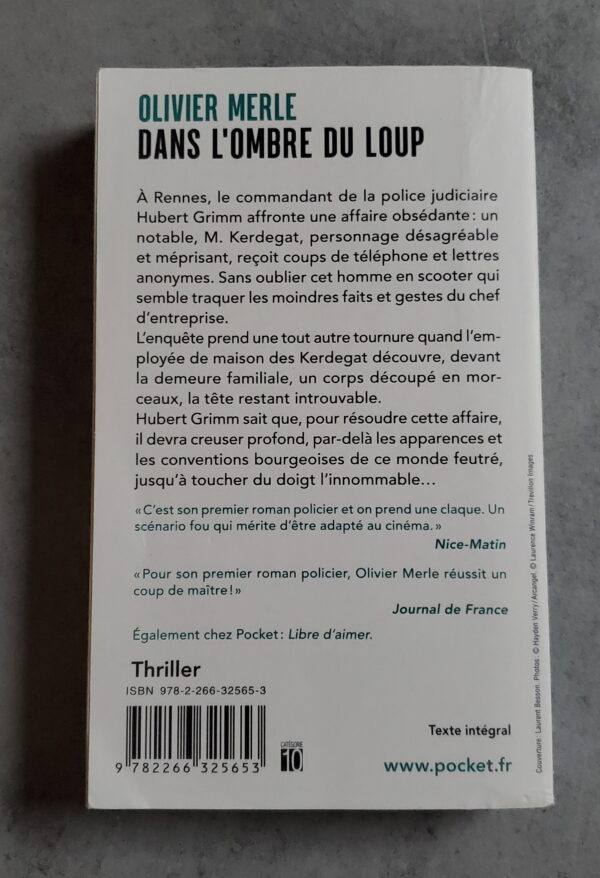 OLIVIER MERLE
DANS L'OMBRE DU LOUP
À Rennes, le commandant de la police judiciaire
Hubert Grimm affronte une affaire obsédante : un
notable, M. Kerdegat, personnage désagréable
et méprisant, reçoit coups de téléphone et lettres
anonymes. Sans oublier cet homme en scooter qui
semble traquer les moindres faits et gestes du chef
d'entreprise.
L'enquête prend une tout autre tournure quand l'em-
ployée de maison des Kerdegat découvre, devant
la demeure familiale, un corps découpé en mor-
ceaux, la tête restant introuvable.
Hubert Grimm sait que, pour résoudre cette affaire,
il devra creuser profond, par-delà les apparences et
les conventions bourgeoises de ce monde feutré,
jusqu'à toucher du doigt l'innommable…
« C'est son premier roman policier et on prend une claque. Un
scénario fou qui mérite d'être adapté au cinéma. »
Nice-Matin
« Pour son premier roman policier, Olivier Merle réussit un
coup de maître ! »
Journal de France
Également chez Pocket : Libre d'aimer.
Thriller
ISBN 978-2-266-32565-3
9 782266 325653
CATÉGORIE
10
Texte intégral
www.pocket.fr
Couverture : Laurent Besson. Photos : © Hayden Verry / Arcangel, © Laurence Winram / Trevillion Images